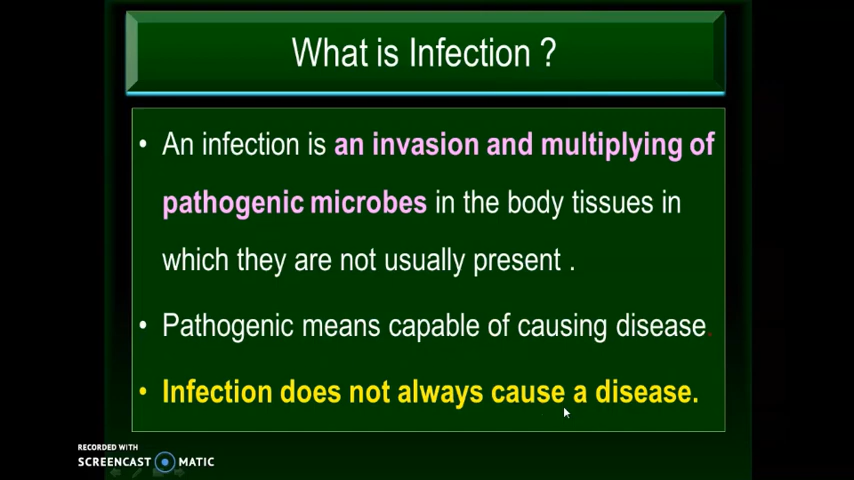 What is Infection ?
• An infection is an invasion and multiplying of
pathogenic microbes in the body tissues in
which they are not usually present .
• Pathogenic means capable of causing disease.
• Infection does not always cause a disease.
RECORDED WITH
SCREENCAST MATIC